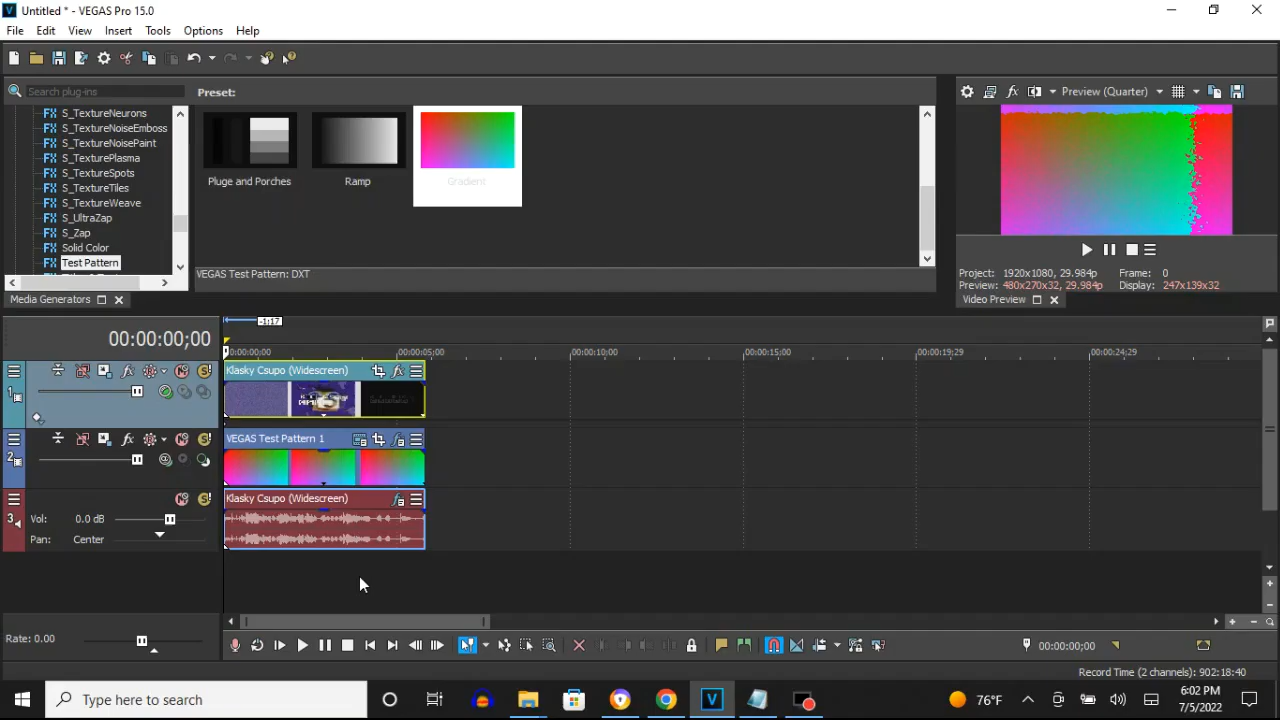 Untitled * - VEGAS Pro 15.0
File Edit View Insert Tools Options Help
Search plug-ins
Preset:
Preview (Quarter)
S_TextureNeurons
S_TextureNoiseEmboss
S_TextureNoisePaint
S_TexturePlasma
S_TextureSpots
S_TextureTiles
S_TextureWeave
S_UltraZap
S_Zap
Solid Color
Test Pattern
Pluge and Porches
Ramp
Gradient
VEGAS Test Pattern: DXT
Media Generators
Project: 1920x1080, 29.984p
Frame: 0
Preview: 480x270x32, 29.984p
Display: 247x139x32
Video Preview
-1:17
00:00:00;00
00:00:00;00
00:00:05;00
00:00:10;00
00:00:15;00
00:00:19;29
00:00:24;29
1
Klasky Csupo (Widescreen)
2
VEGAS Test Pattern 1
3
Klasky Csupo (Widescreen)
Vol: 0.0 dB
Pan: Center
Rate: 0.00
00:00:00;00
Record Time (2 channels): 902:18:40
Type here to search
76°F
6:02 PM
7/5/2022